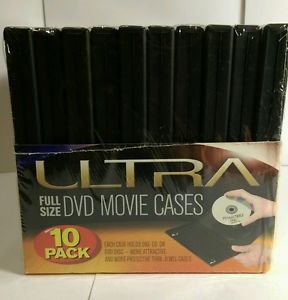 ULTRA
FULL SIZE DVD MOVIE CASES
10 PACK
EACH CASE HOLDS ONE CD OR
DVD DISC - MORE ATTRACTIVE
AND MORE PROTECTIVE THAN JEWEL CASES